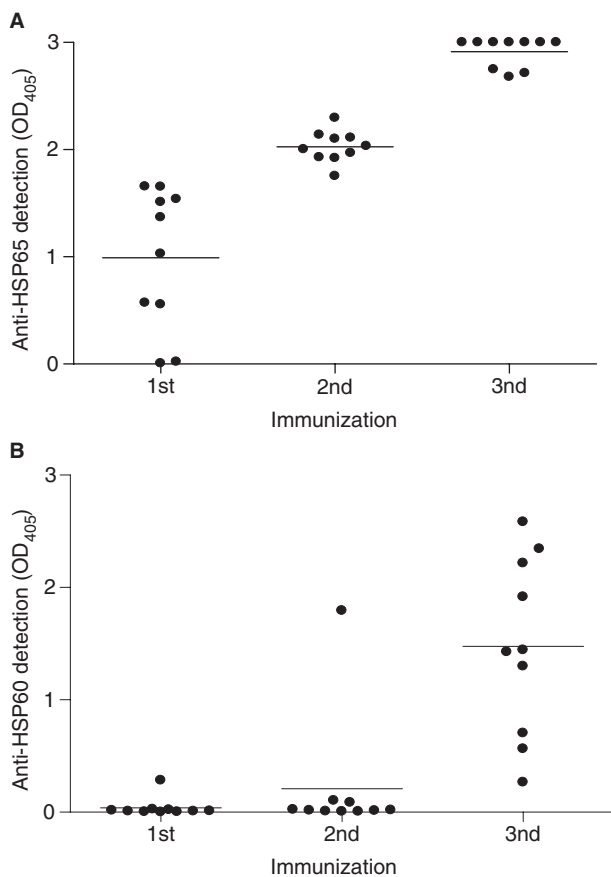 A
Anti-HSP65 detection (OD405)
3
2
1
0
1st
2nd
3nd
Immunization
B
Anti-HSP60 detection (OD405)
3
2
1
0
1st
2nd
3nd
Immunization